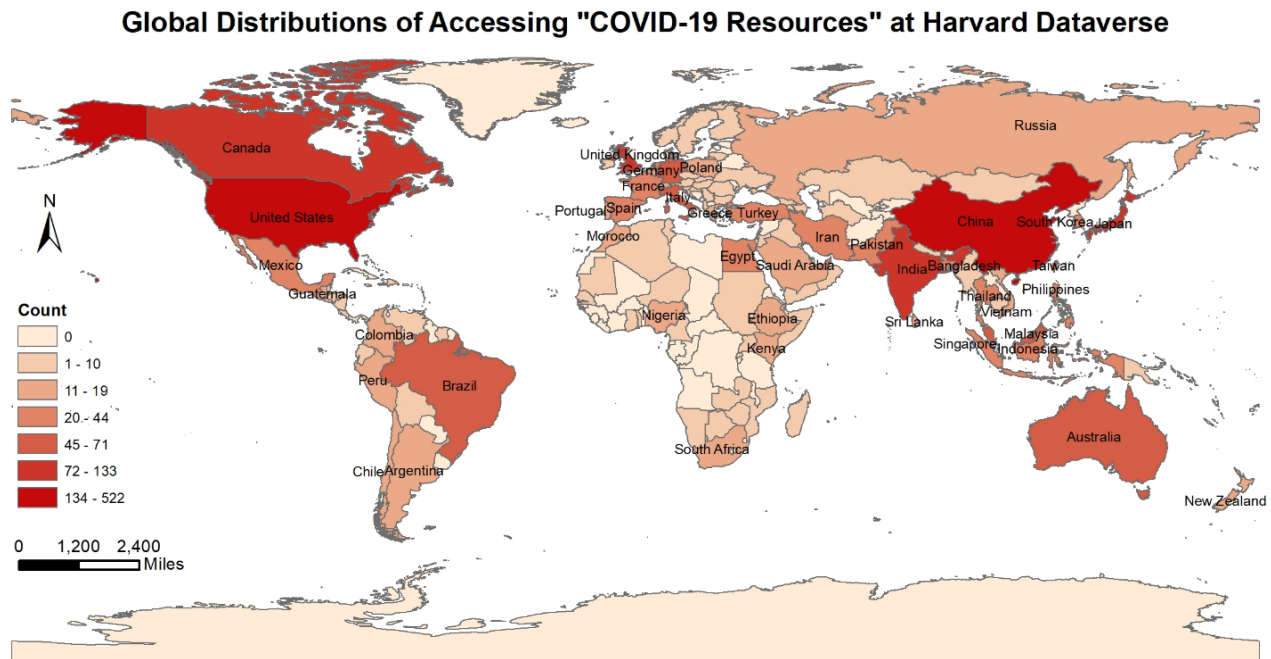 Global Distributions of Accessing "COVID-19 Resources" at Harvard Dataverse
Russia
Canada
United Kingdom
Germany
Poland
France
Italy
N
Portugal
Spain
Greece
Turkey
United States
China
South Korea
Japan
Morocco
Iran
Pakistan
Egypt
Saudi Arabia
India
Bangladesh
Taiwan
Mexico
Guatemala
Thailand
Philippines
Vietnam
Nigeria
Ethiopia
Sri Lanka
Malaysia
Singapore
Indonesia
Kenya
Colombia
Peru
Brazil
Australia
South Africa
Chile
Argentina
New Zealand
Count
0
1 - 10
11 - 19
20 - 44
45 - 71
72 - 133
134 - 522
0 1,200 2,400
Miles